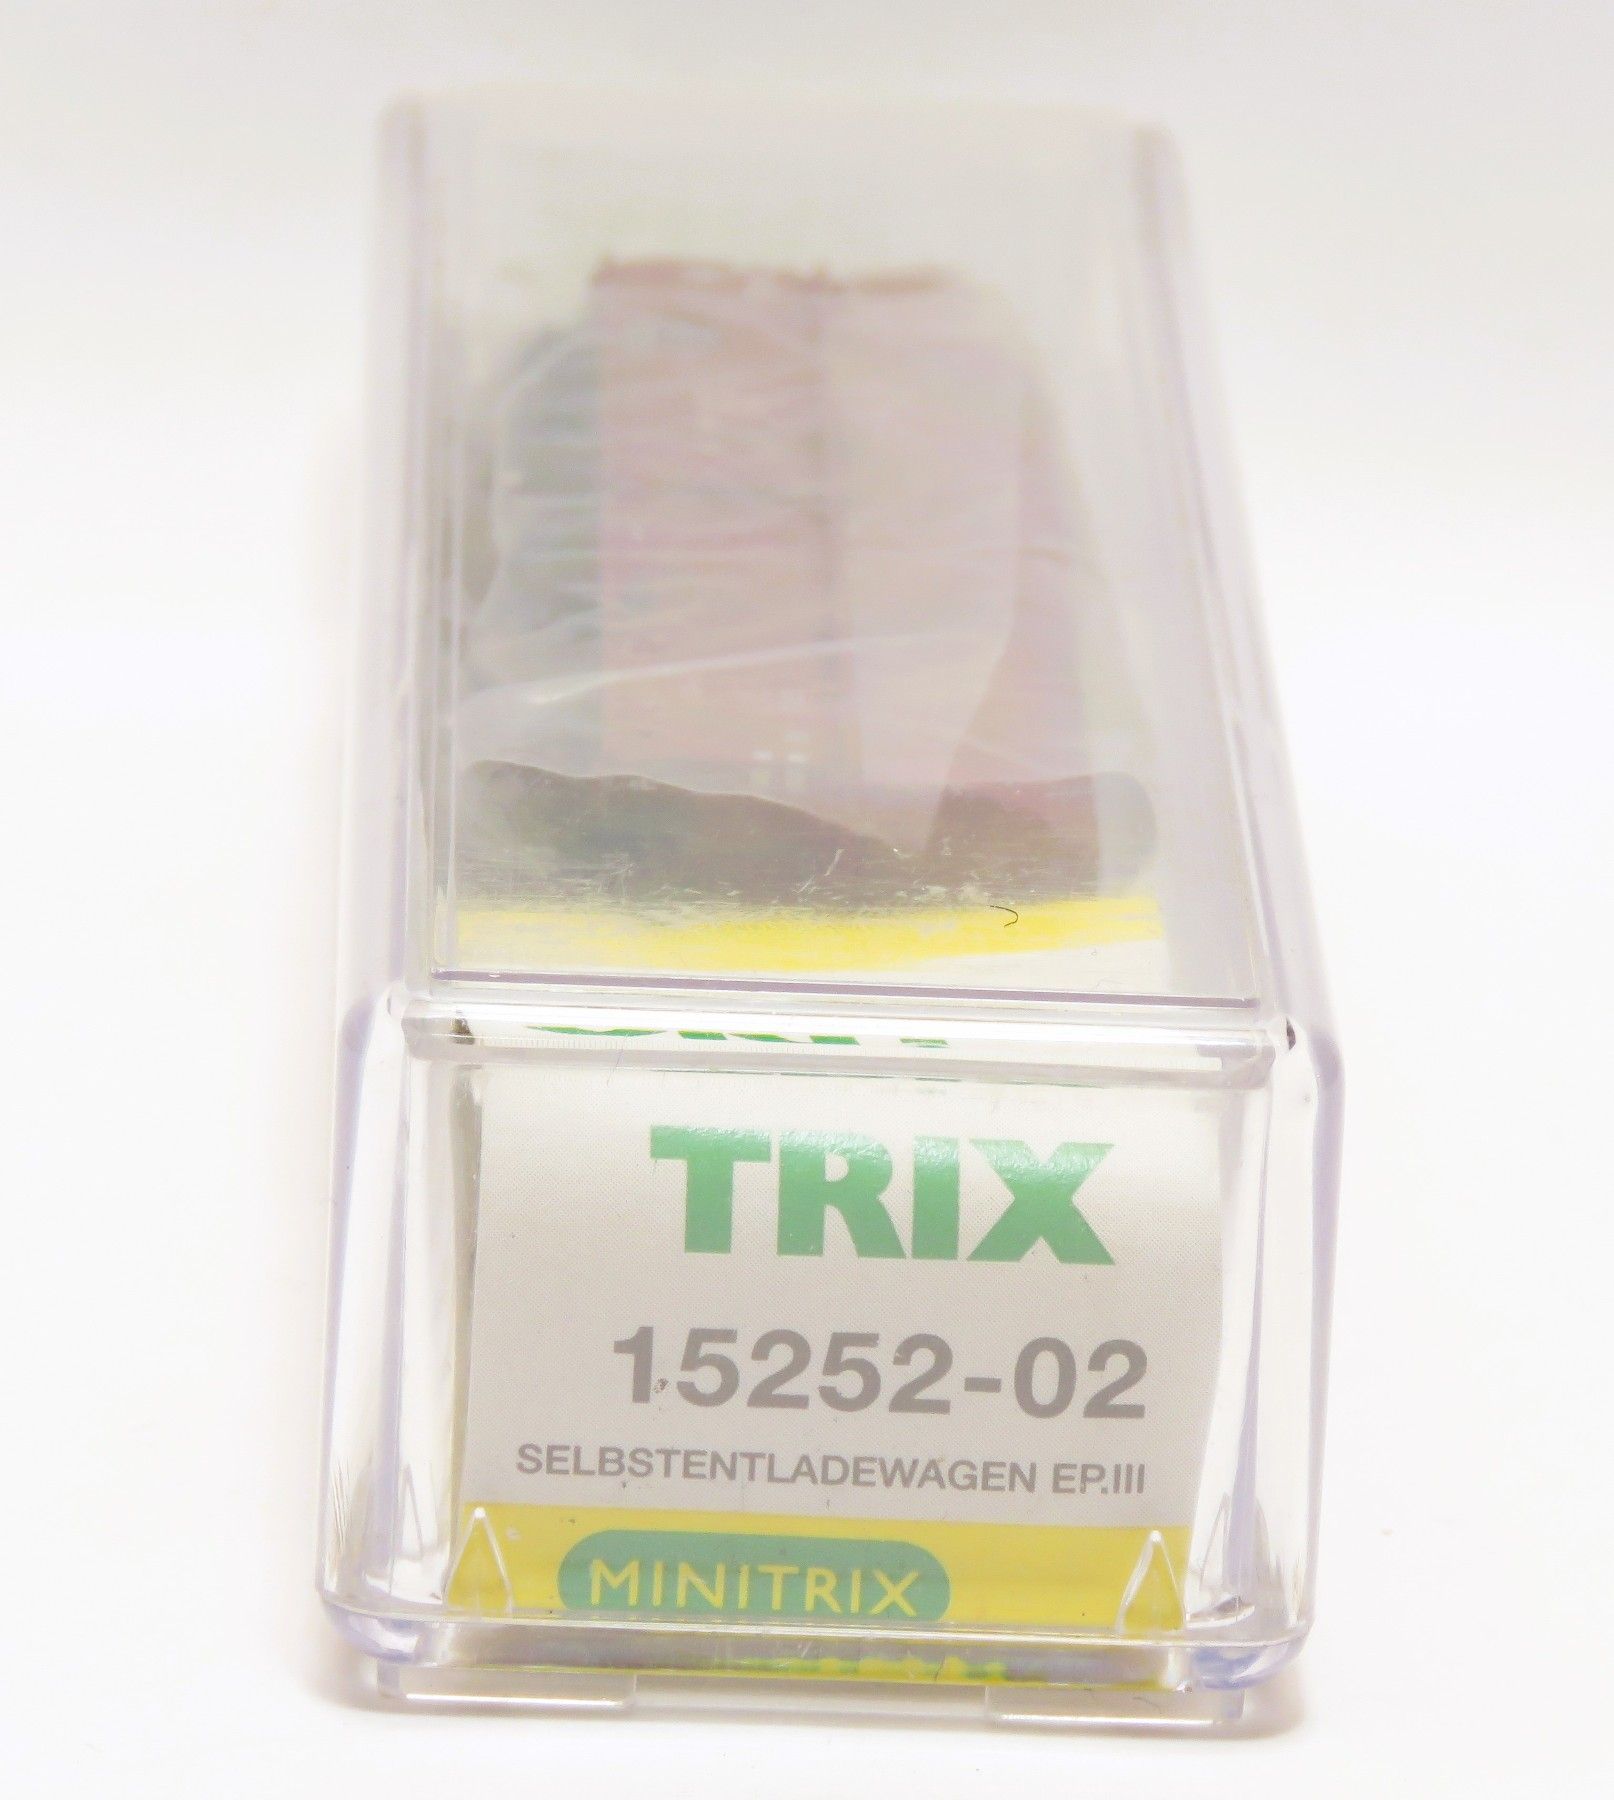 TRIX
15252-02
SELBSTENTLADEWAGEN EP.III
MINITRIX